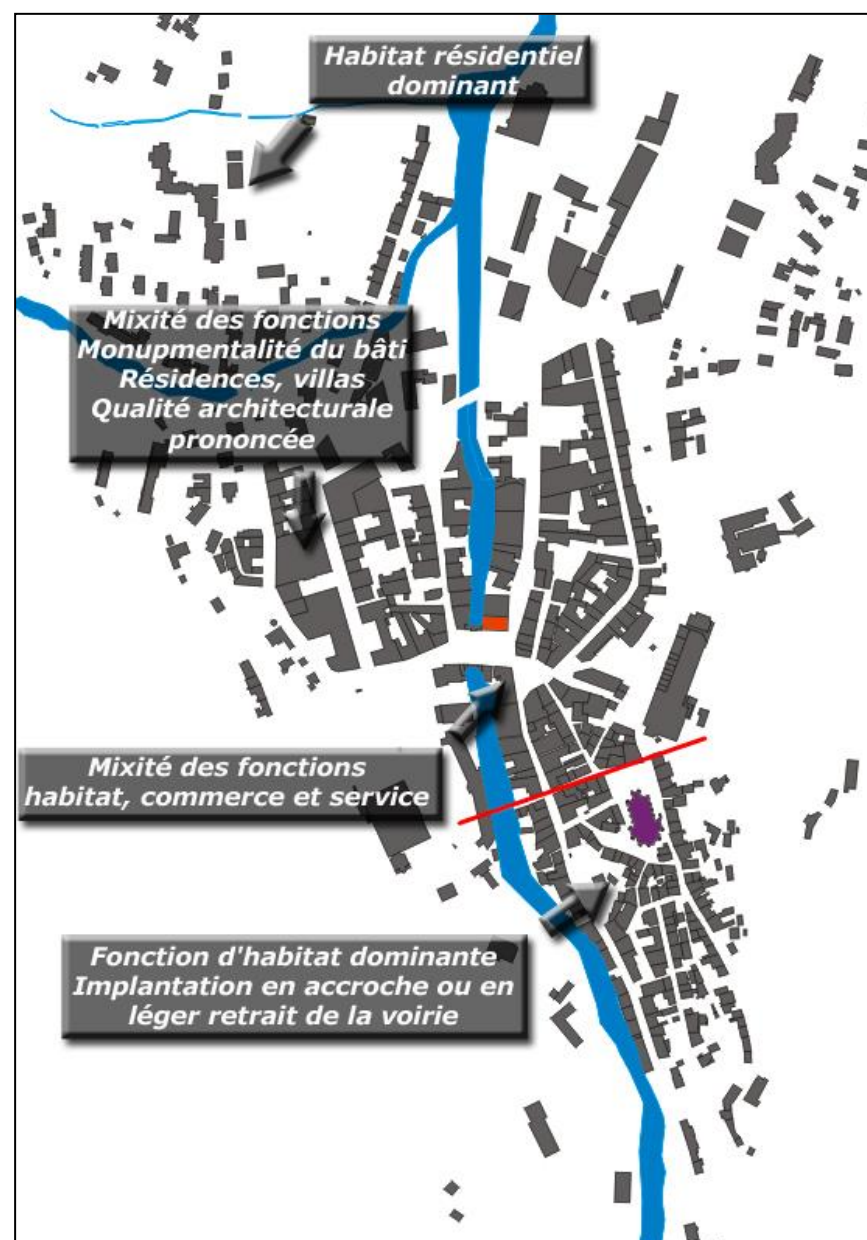 Habitat résidentiel
dominant
Mixité des fonctions
Monupmentalité du bâti
Résidences, villas
Qualité architecturale
prononcée
Mixité des fonctions
habitat, commerce et service
Fonction d'habitat dominante
Implantation en accroche ou en
léger retrait de la voirie